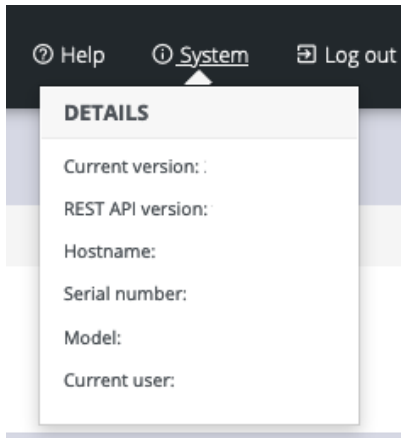 Help System Log out
DETAILS
Current version:
REST API version:
Hostname:
Serial number:
Model:
Current user: